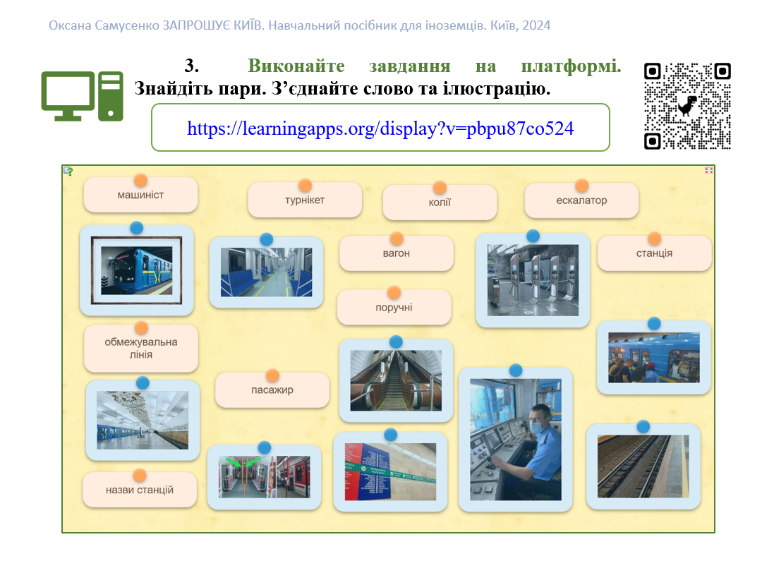 Оксана Самусенко ЗАПРОШУЄ КИЇВ. Навчальний посібник для іноземців. Київ, 2024
3. Виконайте завдання на платформі.
Знайдіть пари. З’єднайте слово та ілюстрацію.
https://learningapps.org/display?v=pbpu87co524
машиніст
турнікет
колії
ескалатор
вагон
станція
поручні
обмежувальна
лінія
пасажир
назви станцій